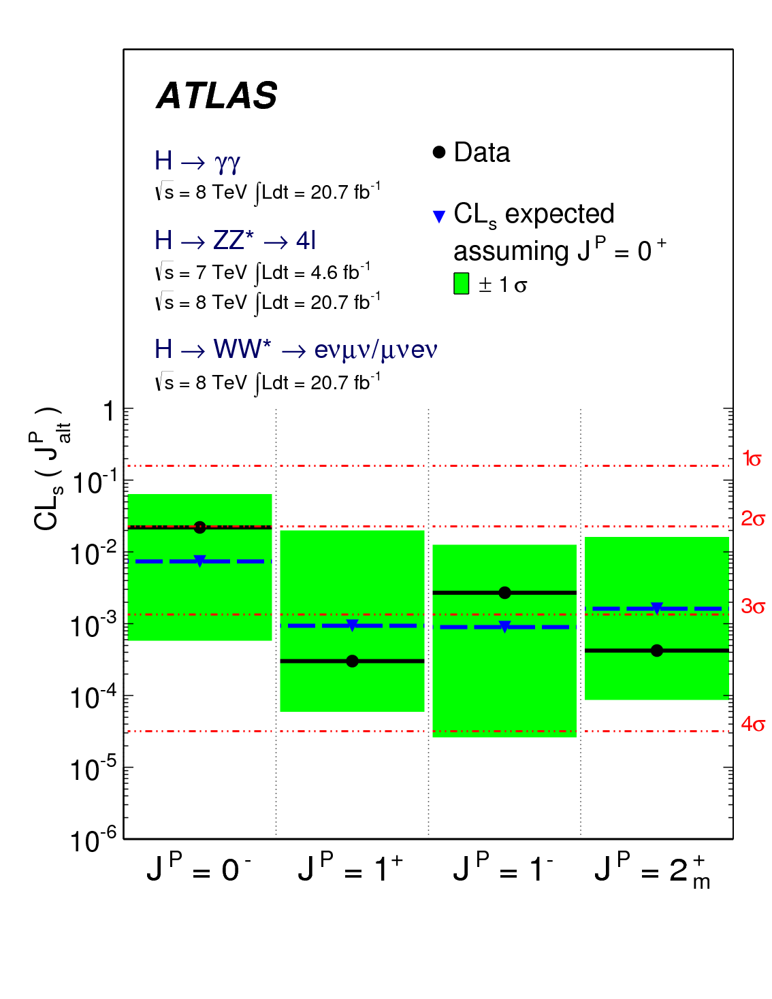 ATLAS
H → γγ
√s = 8 TeV ∫Ldt = 20.7 fb⁻¹
H → ZZ* → 4l
√s = 7 TeV ∫Ldt = 4.6 fb⁻¹
√s = 8 TeV ∫Ldt = 20.7 fb⁻¹
H → WW* → eνμν/μνeν
√s = 8 TeV ∫Ldt = 20.7 fb⁻¹
Data
CLₛ expected
assuming J^P = 0⁺
± 1 σ
CLₛ ( J^P_alt )
1
10⁻¹
10⁻²
10⁻³
10⁻⁴
10⁻⁵
10⁻⁶
1σ
2σ
3σ
4σ
J^P = 0⁻
J^P = 1⁺
J^P = 1⁻
J^P = 2⁺_m